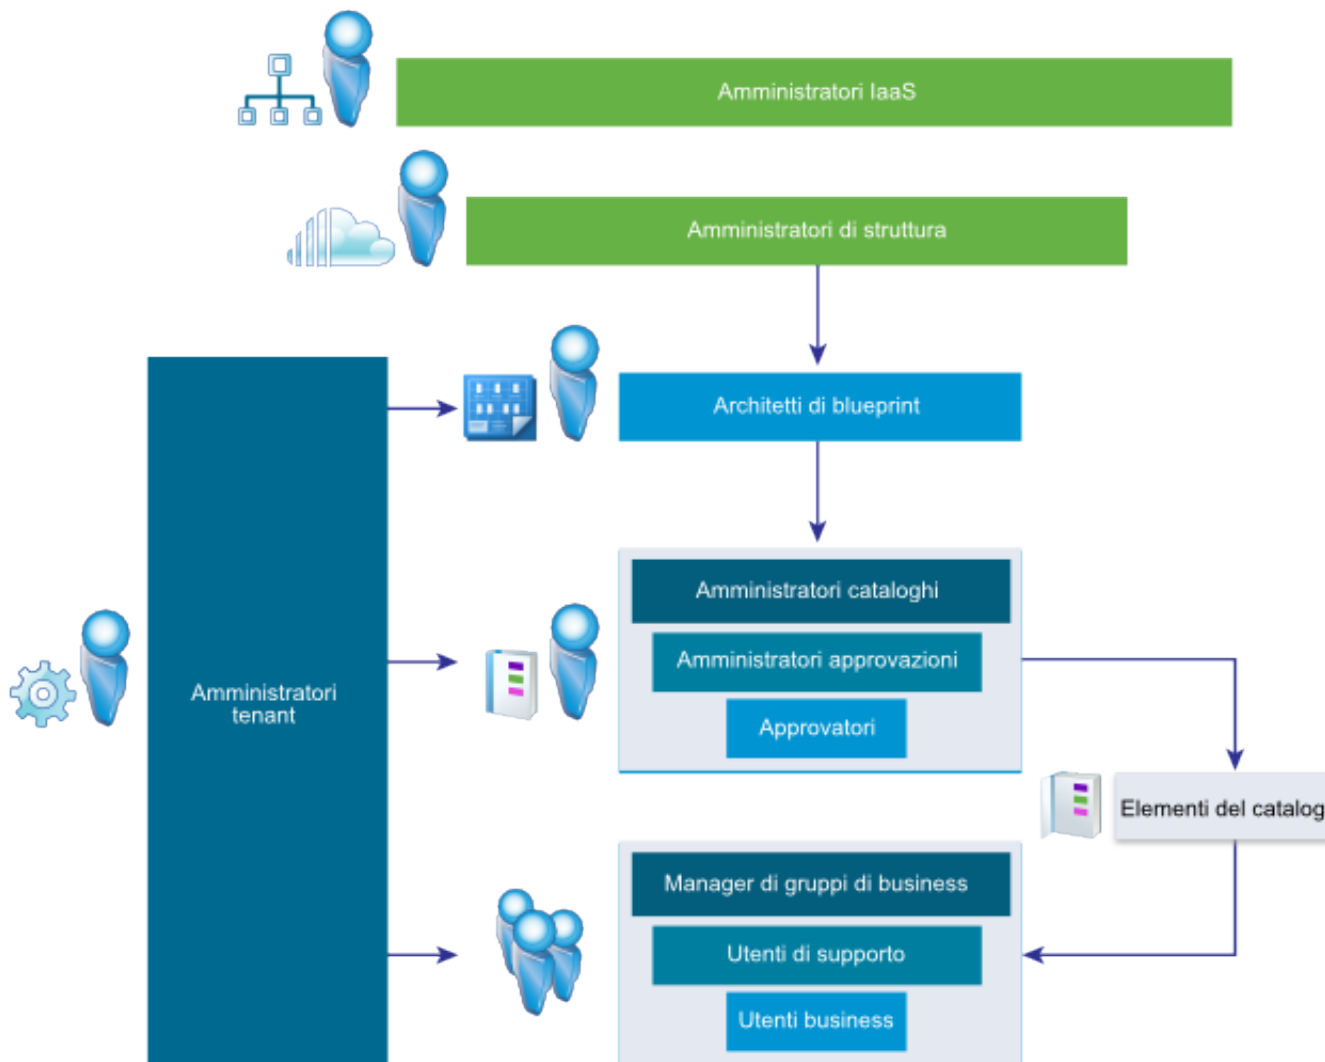 Amministratori IaaS
Amministratori di struttura
Architetti di blueprint
Amministratori cataloghi
Amministratori approvazioni
Approvatori
Amministratori
tenant
Elementi del catalog
Manager di gruppi di business
Utenti di supporto
Utenti business